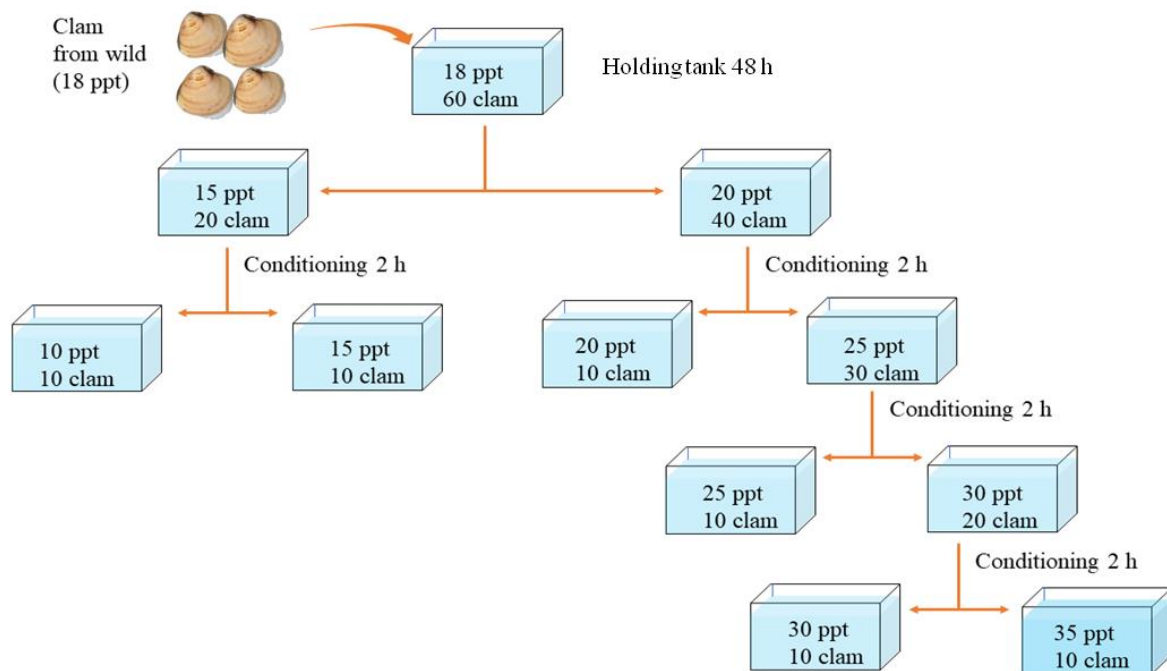 Clam
from wild
(18 ppt)
18 ppt
60 clam
Holding tank 48 h
15 ppt
20 clam
20 ppt
40 clam
Conditioning 2 h
Conditioning 2 h
10 ppt
10 clam
15 ppt
10 clam
20 ppt
10 clam
25 ppt
30 clam
Conditioning 2 h
25 ppt
10 clam
30 ppt
20 clam
Conditioning 2 h
30 ppt
10 clam
35 ppt
10 clam